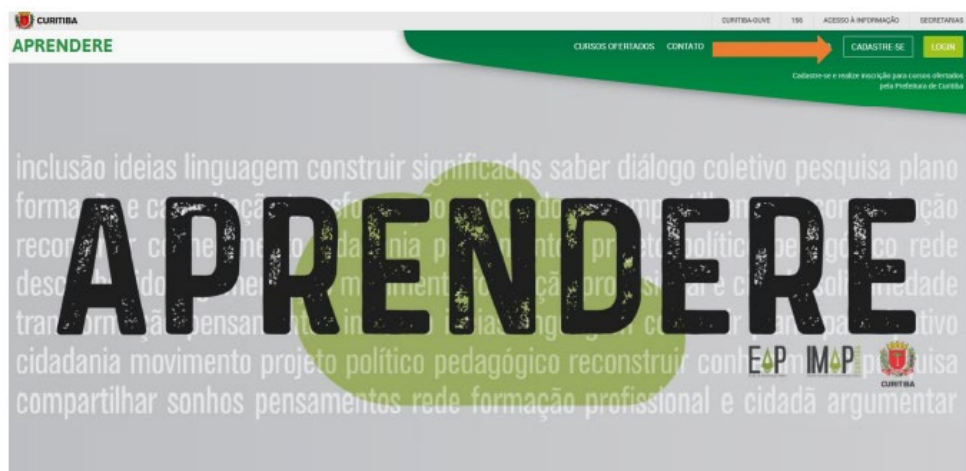 CURITIBA
CURITIBA-OUVE 156 ACESSO À INFORMAÇÃO SECRETARIAS
APRENDERE
CURSOS OFERTADOS CONTATO CADASTRE-SE LOGIN
Cadastre-se e realize inscrição para cursos ofertados
pela Prefeitura de Curitiba
inclusão ideias linguagem construir significados saber diálogo coletivo pesquisa plano
APRENDERE
cidadania movimento projeto político pedagógico reconstruir
EAP IMAP
CURITIBA
compartilhar somos pensamentos rede formação profissional e cidadã argumentar